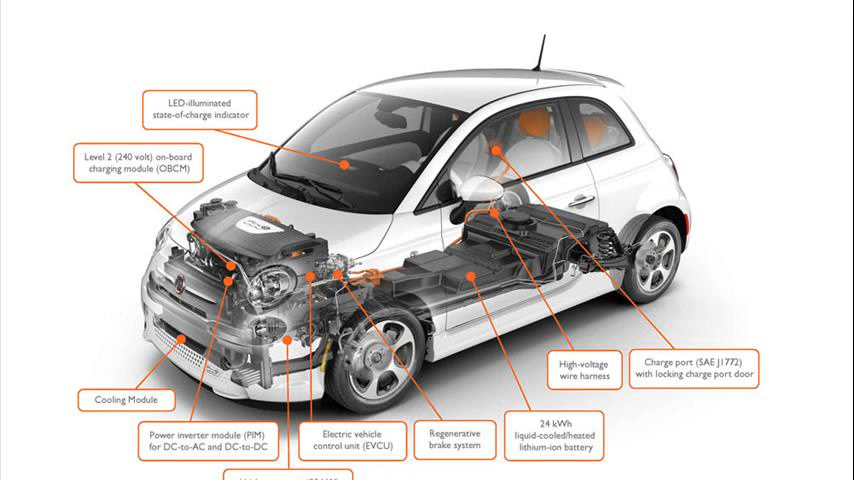 LED-illuminated
state-of-charge indicator
Level 2 (240 volt) on-board
charging module (OBCM)
Cooling Module
Power inverter module (PIM)
for DC-to-AC and DC-to-DC
Electric vehicle
control unit (EVCU)
Regenerative
brake system
24 kWh
liquid-cooled/heated
lithium-ion battery
High-voltage
wire harness
Charge port (SAE J1772)
with locking charge port door